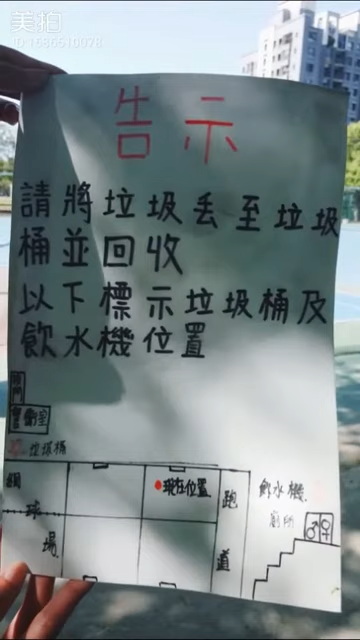 美拍
ID:1586510078
告示
請將垃圾丟至垃圾
桶並回收
以下標示垃圾桶及
飲水機位置
警衛室
垃圾桶
網球場
現在位置
跑道
飲水機
廁所